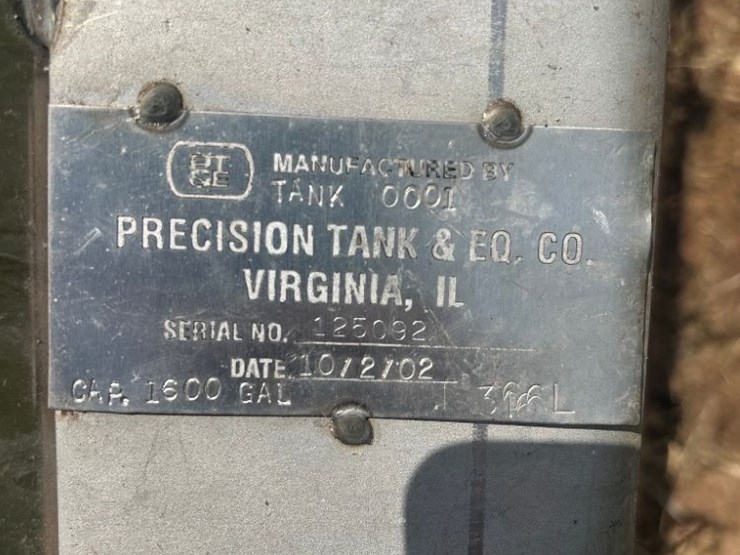 PT
&E
MANUFACTURED BY
TANK 0001
PRECISION TANK & EQ. CO.
VIRGINIA, IL
SERIAL NO. 125092
DATE 10/2/02
CAP. 1600 GAL
L